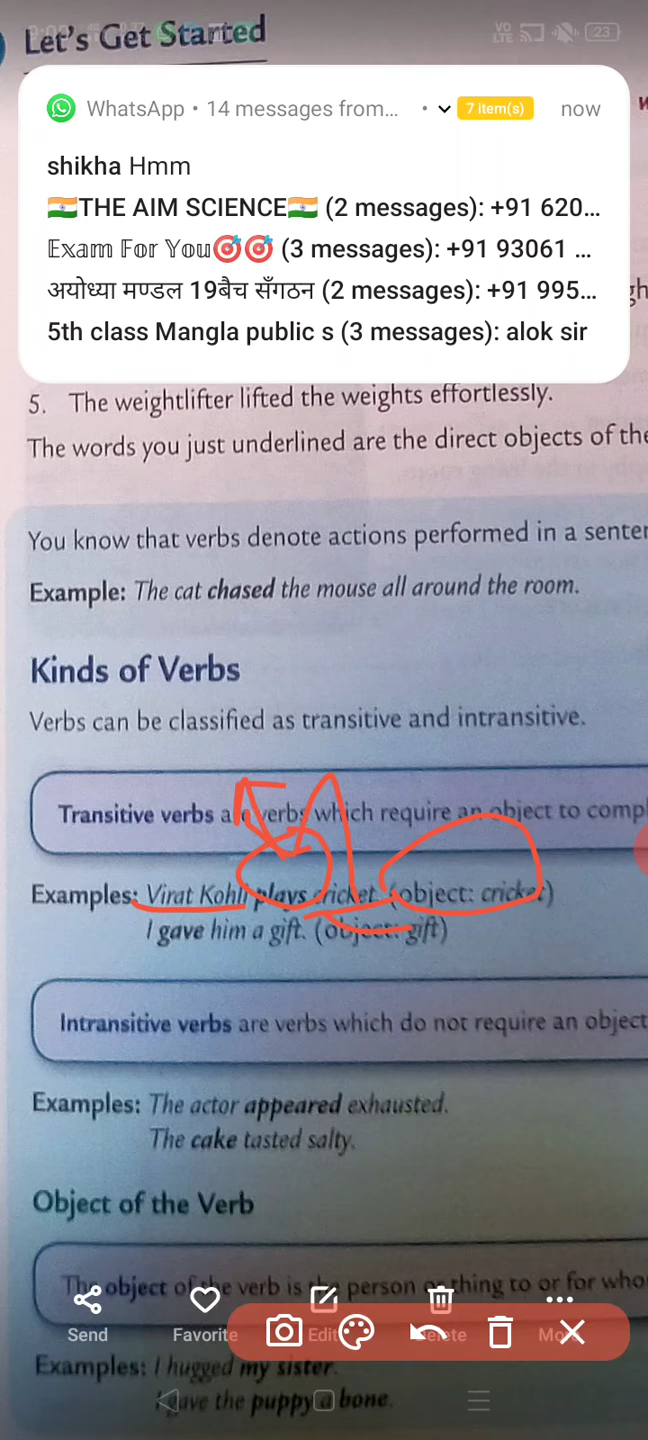 Let's Get Started
VO
LTE
23
WhatsApp • 14 messages from... • 7 item(s) now
shikha Hmm
🇮🇳THE AIM SCIENCE🇮🇳 (2 messages): +91 620...
𝔼𝕩𝕒𝕞 𝔽𝕠𝕣 𝕐𝕠𝕦🎯🎯 (3 messages): +91 93061 ...
अयोध्या मण्डल 19बैच सँगठन (2 messages): +91 995...
5th class Mangla public s (3 messages): alok sir
5. The weightlifter lifted the weights effortlessly.
The words you just underlined are the direct objects of the
You know that verbs denote actions performed in a senten
Example: The cat chased the mouse all around the room.
Kinds of Verbs
Verbs can be classified as transitive and intransitive.
Transitive verbs are verbs which require an object to compl
Examples: Virat Kohli plays cricket. (object: cricket)
I gave him a gift. (object: gift)
Intransitive verbs are verbs which do not require an object
Examples: The actor appeared exhausted.
The cake tasted salty.
Object of the Verb
The object of the verb is the person or thing to or for who
Send Favorite Edit Delete More
Examples: I hugged my sister.
I gave the puppy a bone.